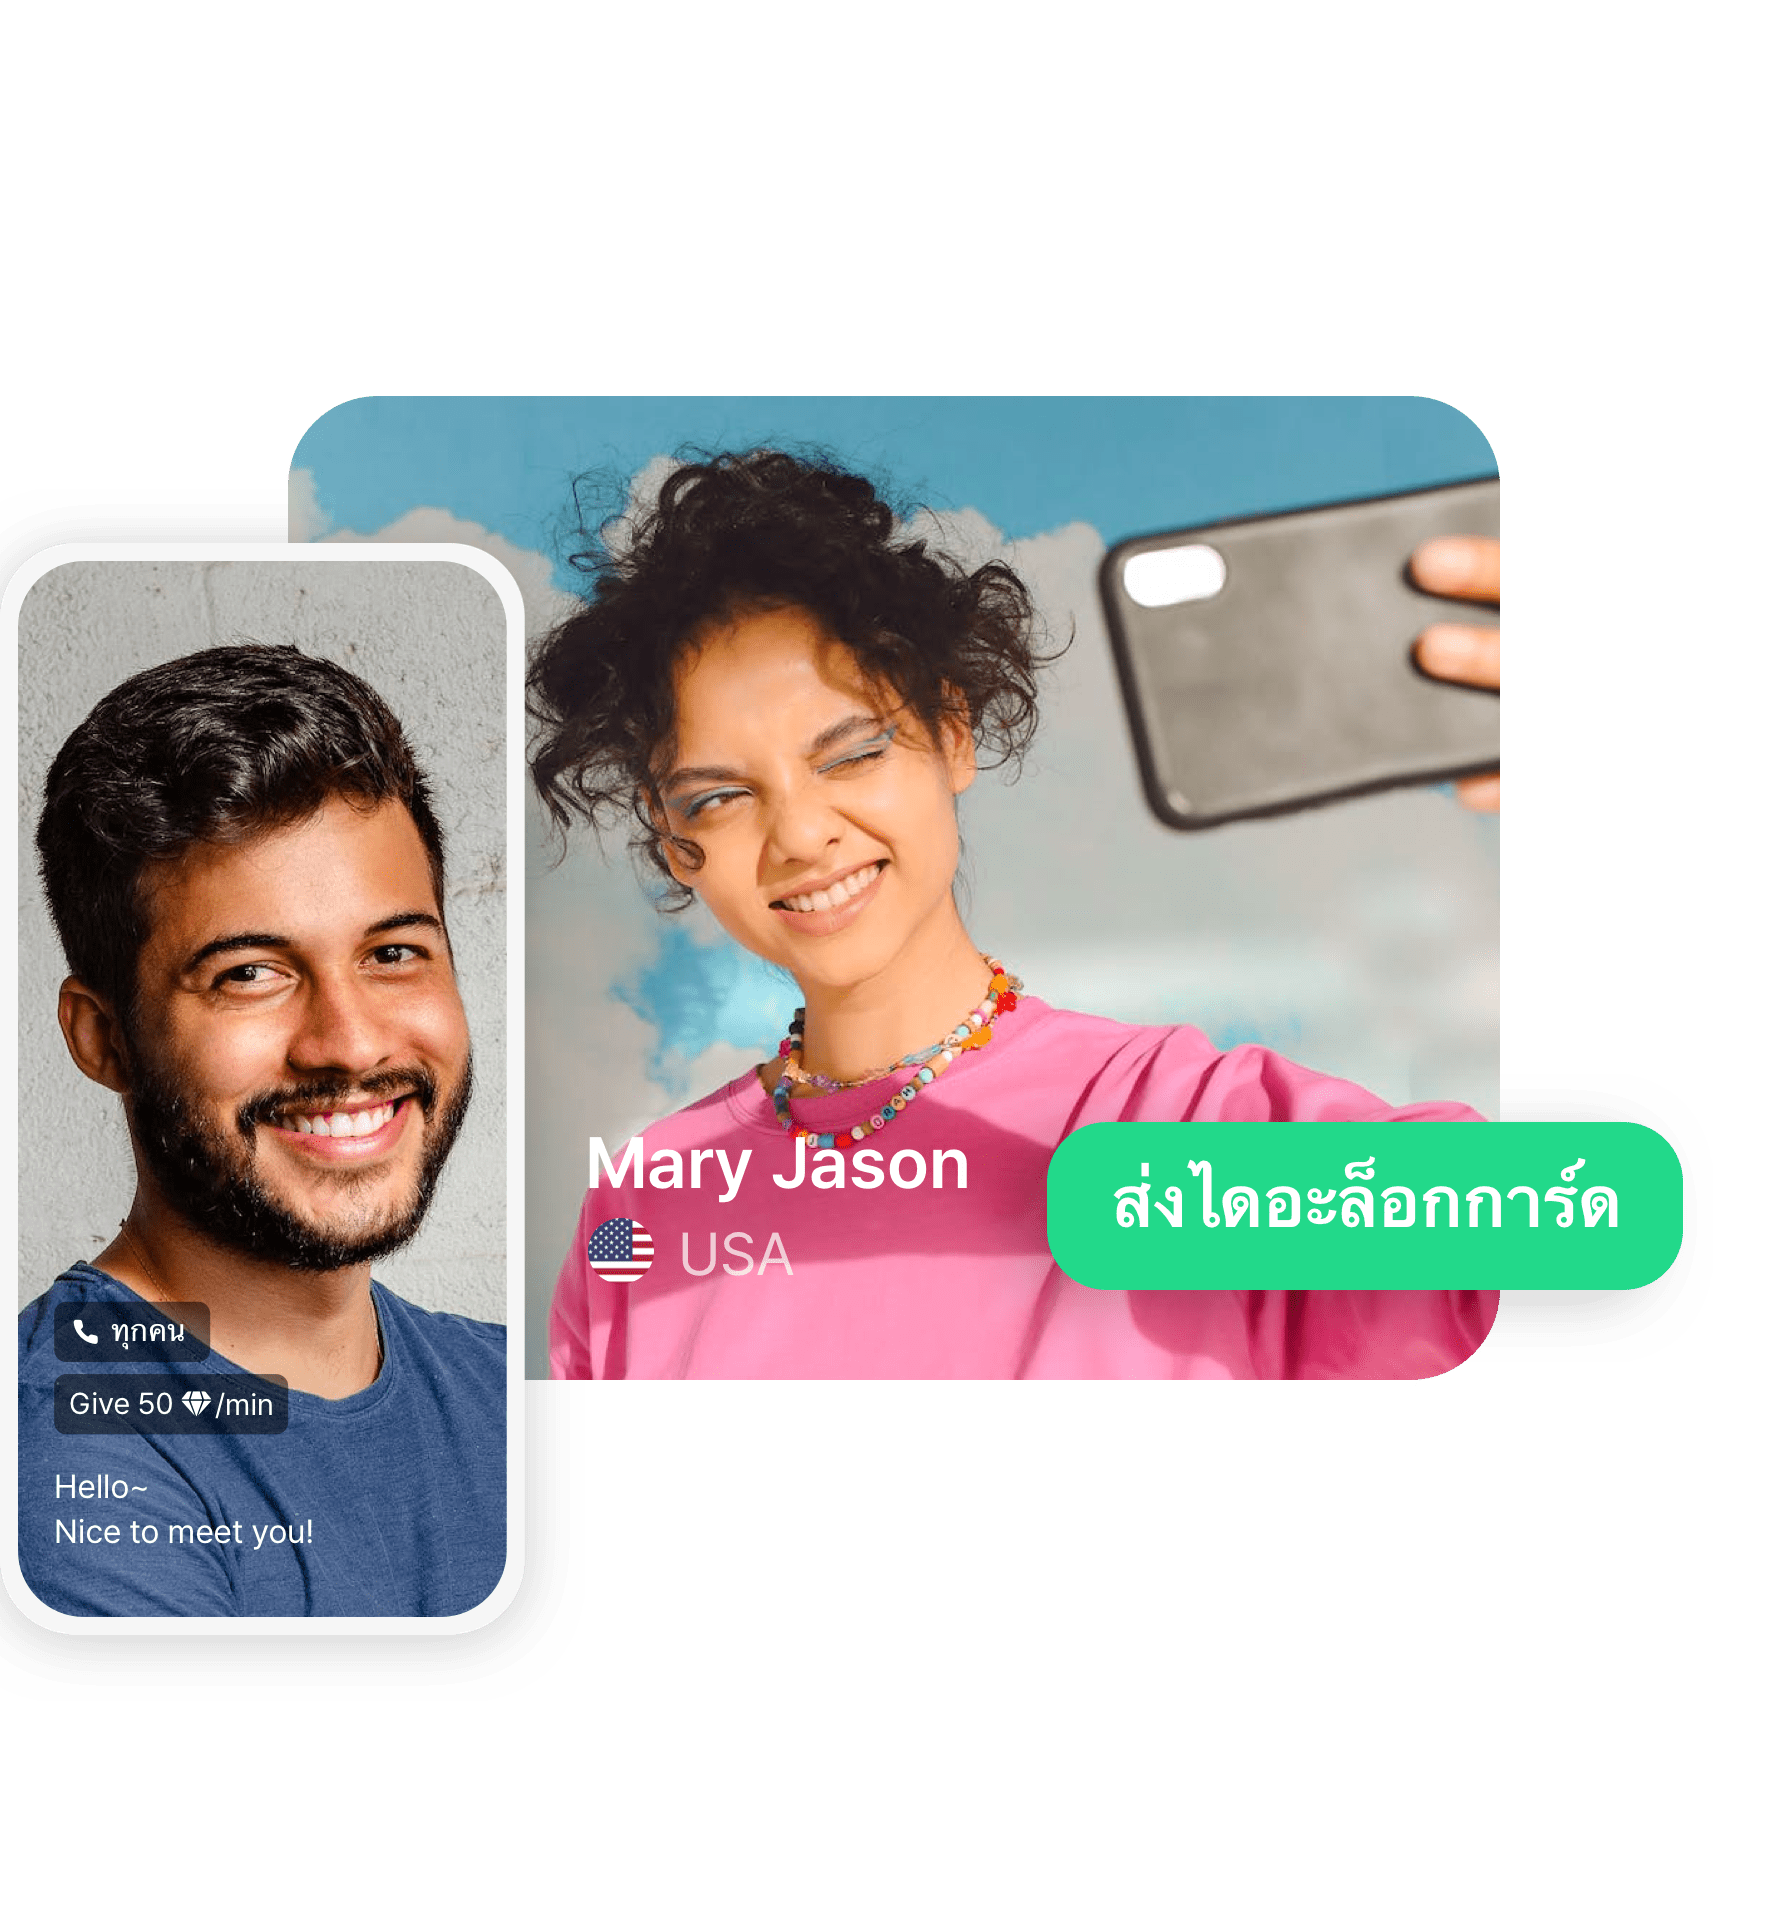 Mary Jason
USA
ส่งไดอะล็อกการ์ด
ทุกคน
Give 50 /min
Hello~
Nice to meet you!